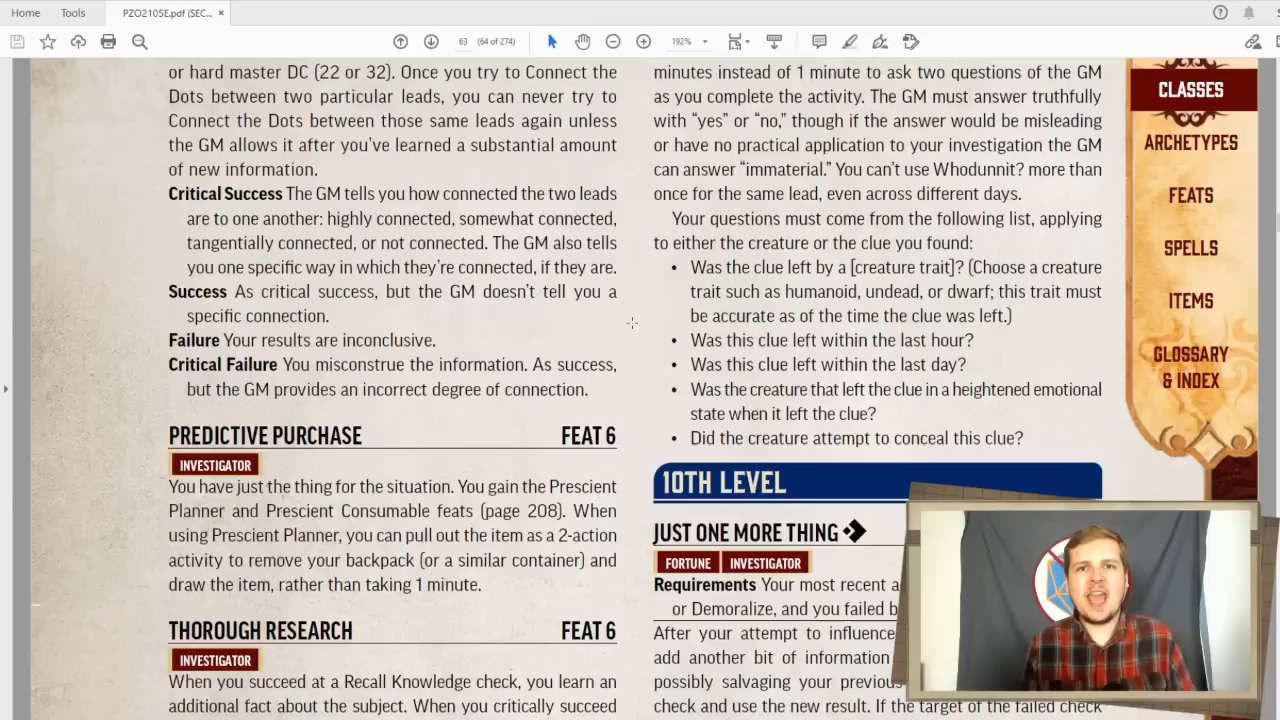 Home
Tools
PZO2105E.pdf (SEC...
×
63
(64 of 274)
192%
or hard master DC (22 or 32). Once you try to Connect the
Dots between two particular leads, you can never try to
Connect the Dots between those same leads again unless
the GM allows it after you've learned a substantial amount
of new information.
Critical Success The GM tells you how connected the two leads
are to one another: highly connected, somewhat connected,
tangentially connected, or not connected. The GM also tells
you one specific way in which they're connected, if they are.
Success As critical success, but the GM doesn't tell you a
specific connection.
Failure Your results are inconclusive.
Critical Failure You misconstrue the information. As success,
but the GM provides an incorrect degree of connection.
PREDICTIVE PURCHASE FEAT 6
INVESTIGATOR
You have just the thing for the situation. You gain the Prescient
Planner and Prescient Consumable feats (page 208). When
using Prescient Planner, you can pull out the item as a 2-action
activity to remove your backpack (or a similar container) and
draw the item, rather than taking 1 minute.
THOROUGH RESEARCH FEAT 6
INVESTIGATOR
When you succeed at a Recall Knowledge check, you learn an
additional fact about the subject. When you critically succeed
minutes instead of 1 minute to ask two questions of the GM
as you complete the activity. The GM must answer truthfully
with “yes” or “no,” though if the answer would be misleading
or have no practical application to your investigation the GM
can answer “immaterial.” You can't use Whodunnit? more than
once for the same lead, even across different days.
Your questions must come from the following list, applying
to either the creature or the clue you found:
• Was the clue left by a [creature trait]? (Choose a creature
trait such as humanoid, undead, or dwarf; this trait must
be accurate as of the time the clue was left.)
• Was this clue left within the last hour?
• Was this clue left within the last day?
• Was the creature that left the clue in a heightened emotional
state when it left the clue?
• Did the creature attempt to conceal this clue?
10TH LEVEL
JUST ONE MORE THING
FORTUNE INVESTIGATOR
Requirements Your most recent a
or Demoralize, and you failed b
After your attempt to influence
add another bit of information
possibly salvaging your previous
check and use the new result. If the target of the failed check
CLASSES
ARCHETYPES
FEATS
SPELLS
ITEMS
GLOSSARY
& INDEX